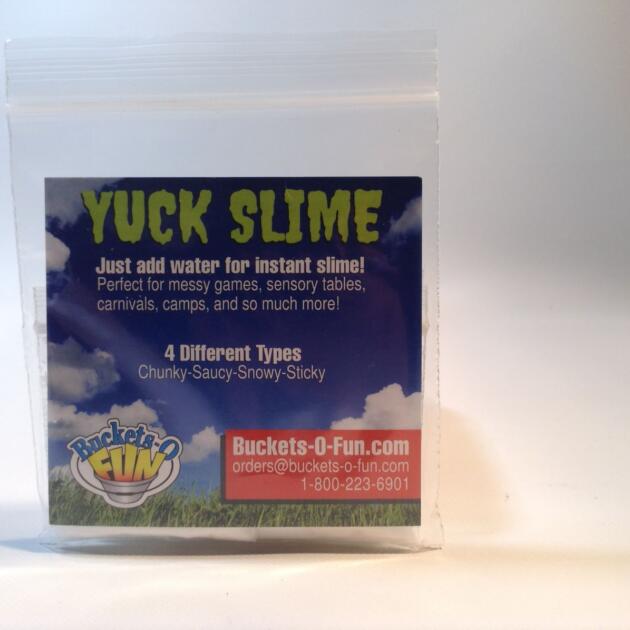 YUCK SLIME
Just add water for instant slime!
Perfect for messy games, sensory tables,
carnivals, camps, and so much more!
4 Different Types
Chunky-Saucy-Snowy-Sticky
Buckets-O
FUN
Buckets-O-Fun.com
orders@buckets-o-fun.com
1-800-223-6901